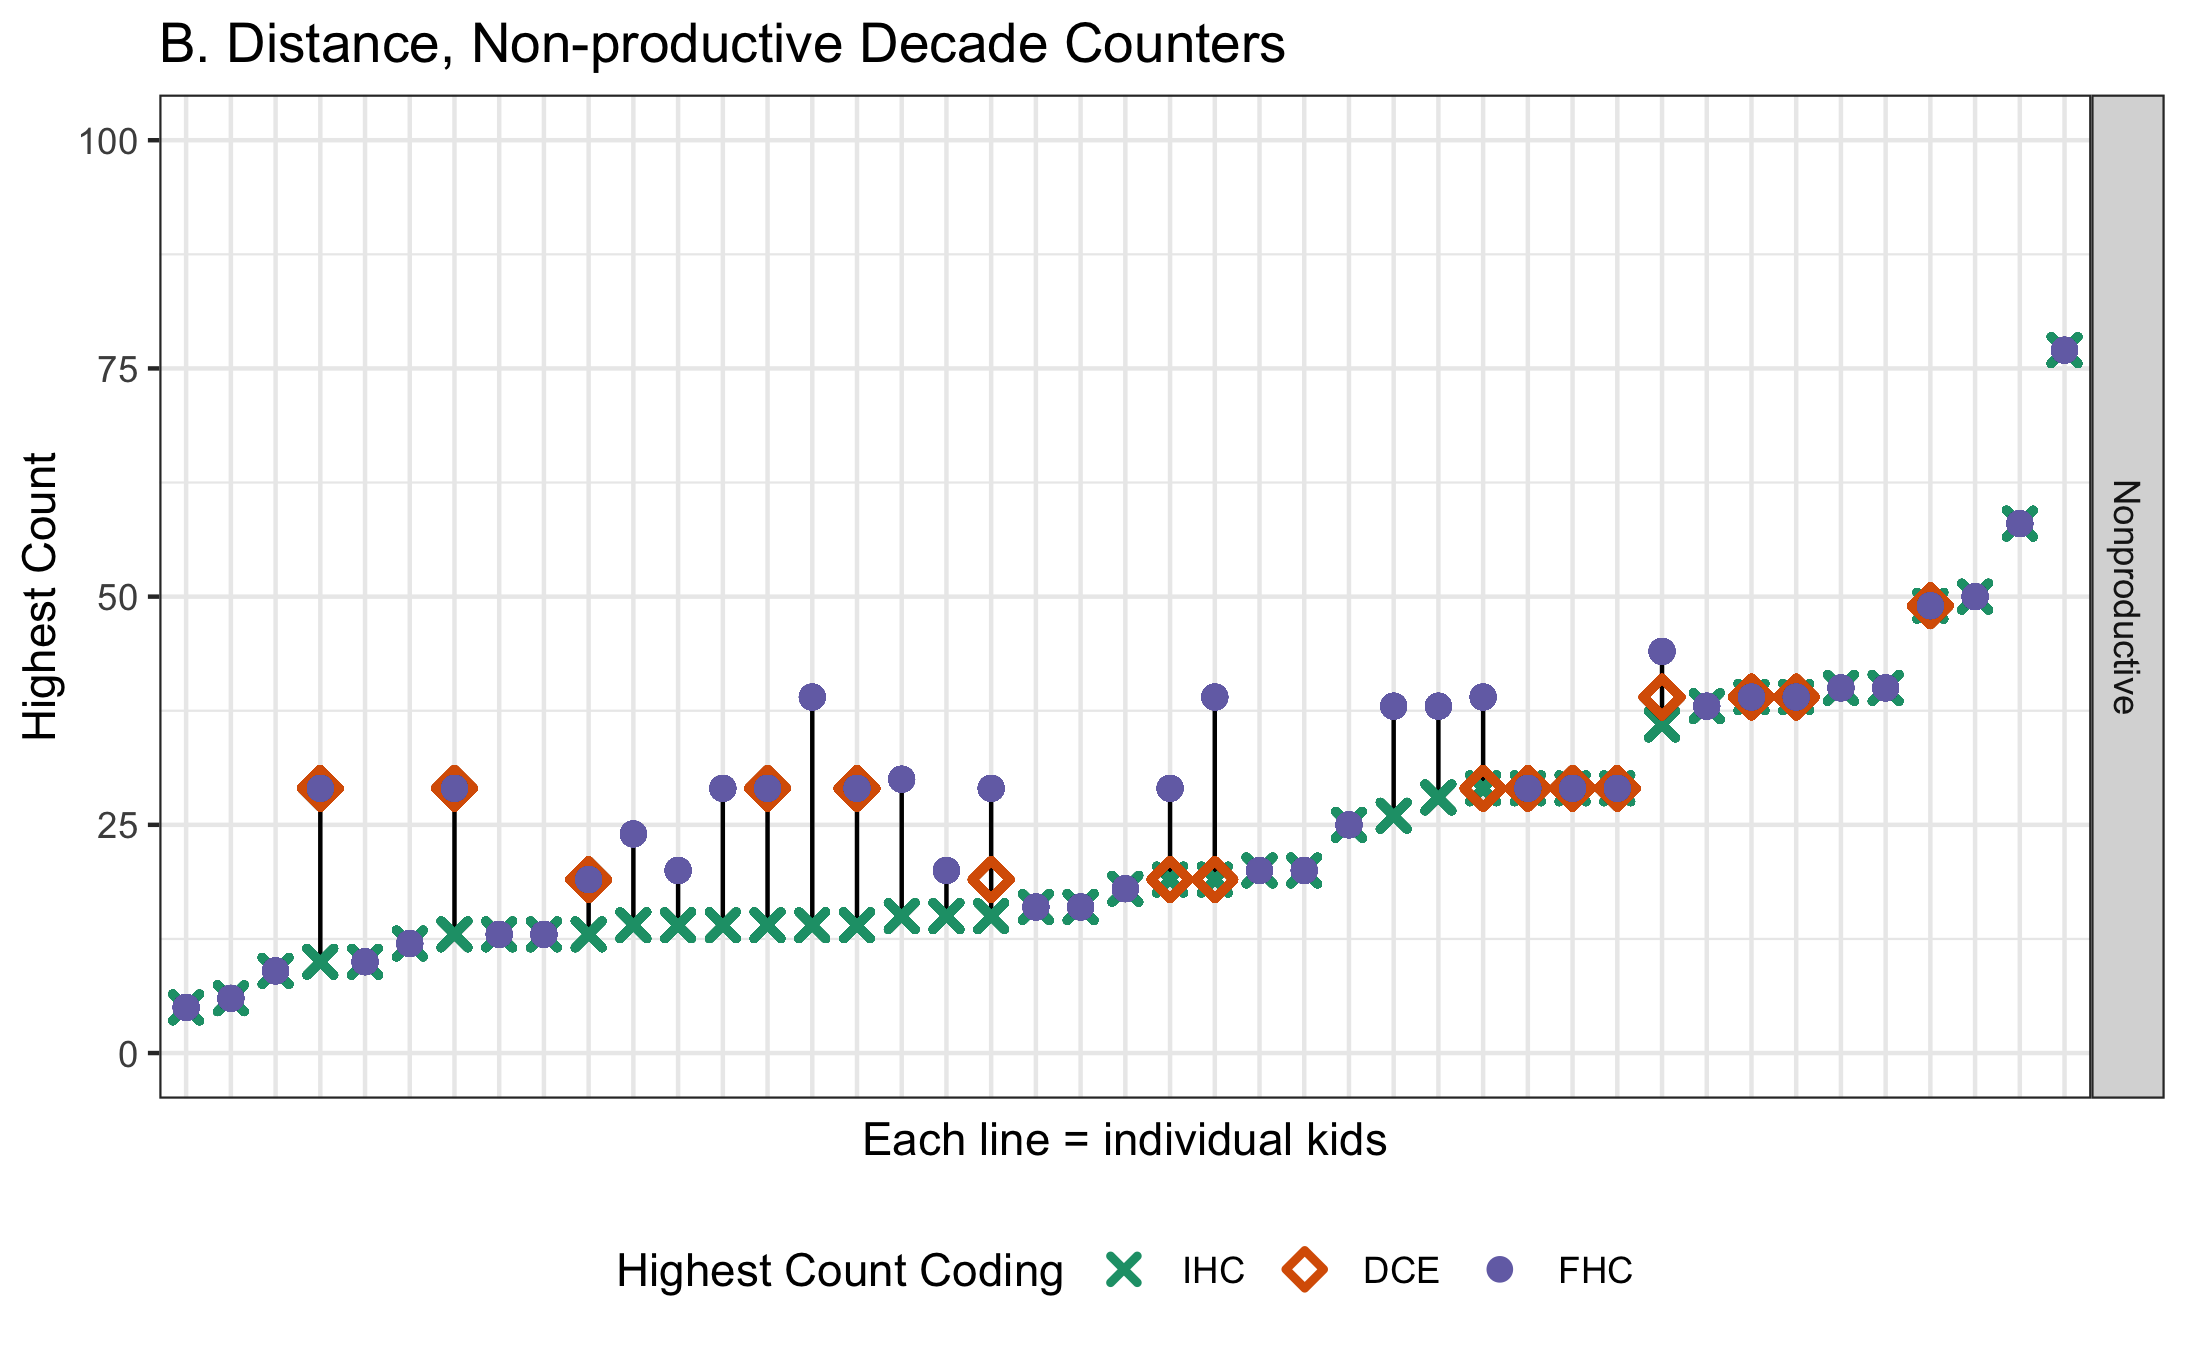 B. Distance, Non-productive Decade Counters
100
75
50
25
0
Highest Count
Nonproductive
Each line = individual kids
Highest Count Coding IHC DCE FHC